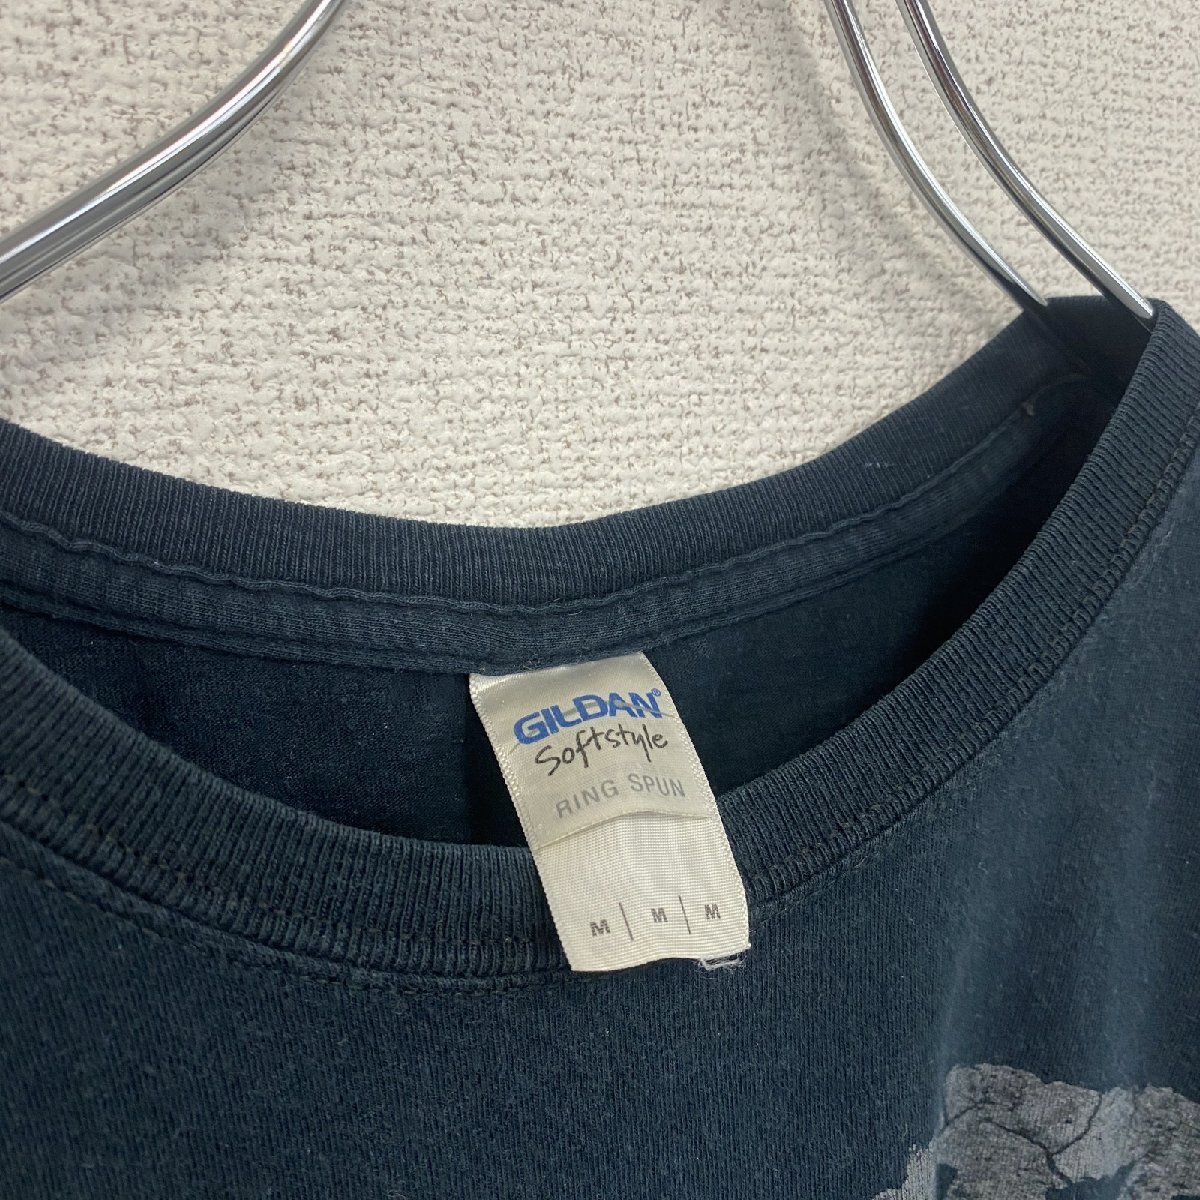 GILDAN®
Softstyle
RING SPUN
M | M | M